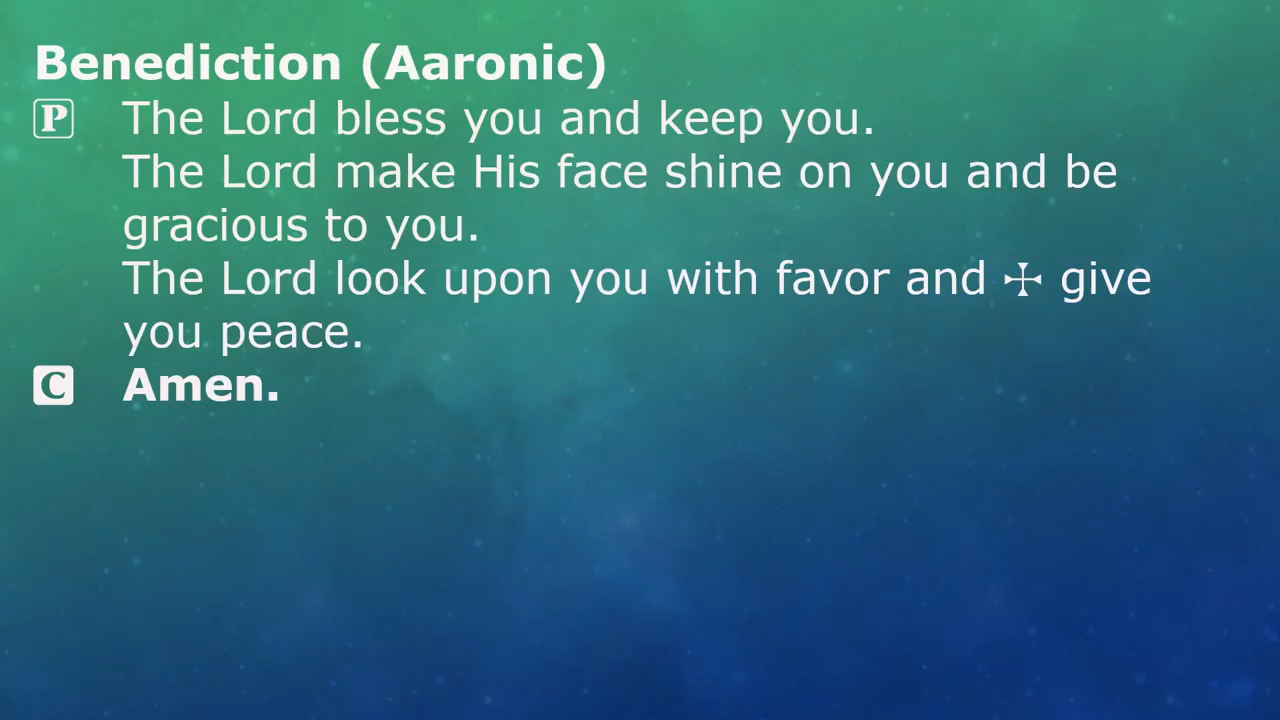 Benediction (Aaronic)
P The Lord bless you and keep you.
The Lord make His face shine on you and be
gracious to you.
The Lord look upon you with favor and ☩ give
you peace.
C Amen.